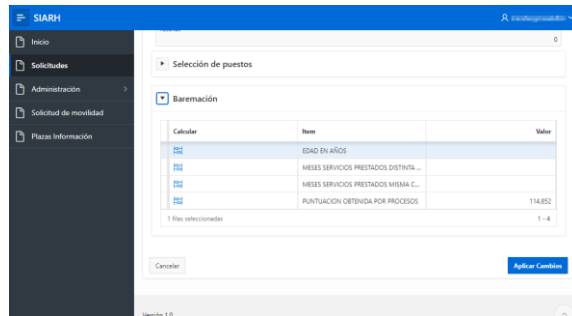 SIARH
Inicio
0
Solicitudes
Selección de puestos
Administración
Baremación
Solicitud de movilidad
Plazas Información
Calcular Item Valor
EDAD EN AÑOS
MESES SERVICIOS PRESTADOS DISTINTA ...
MESES SERVICIOS PRESTADOS MISMA C...
PUNTUACION OBTENIDA POR PROCESOS 114,852
1 filas seleccionadas 1 - 4
Cancelar Aplicar Cambios
Versión 1.0